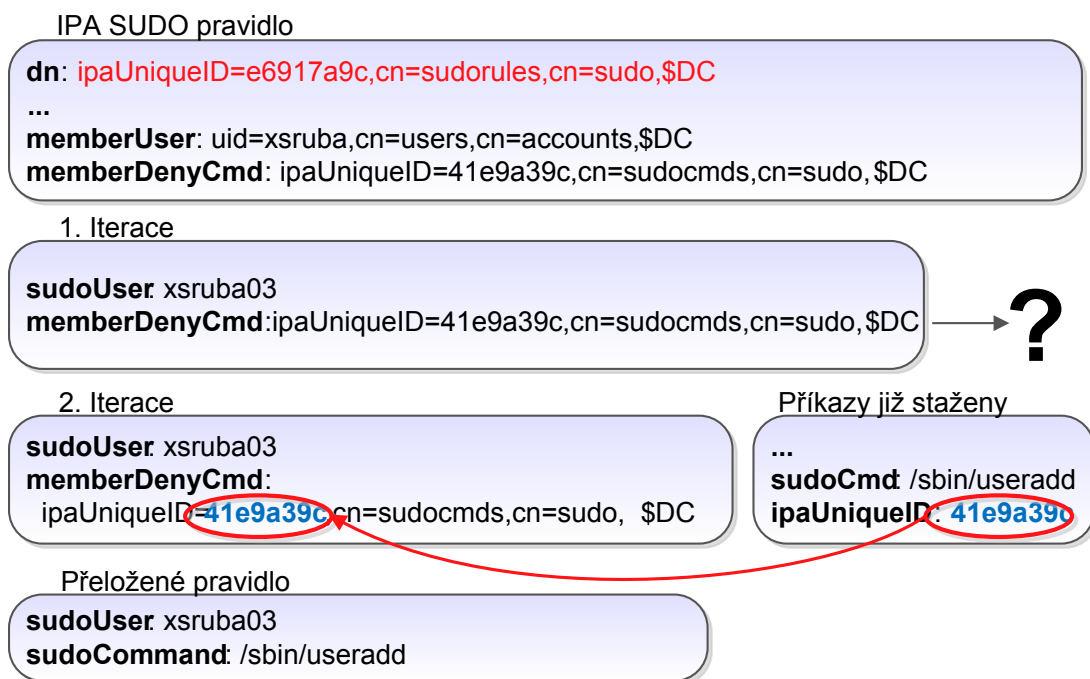 IPA SUDO pravidlo
dn: ipaUniqueID=e6917a9c,cn=sudorules,cn=sudo,$DC
...
memberUser: uid=xsruba,cn=users,cn=accounts,$DC
memberDenyCmd: ipaUniqueID=41e9a39c,cn=sudocmds,cn=sudo,$DC
1. Iterace
sudoUser: xsruba03
memberDenyCmd:ipaUniqueID=41e9a39c,cn=sudocmds,cn=sudo,$DC
?
2. Iterace
sudoUser: xsruba03
memberDenyCmd:
ipaUniqueID=41e9a39c,cn=sudocmds,cn=sudo, $DC
Příkazy již staženy
...
sudoCmd: /sbin/useradd
ipaUniqueID: 41e9a39c
Přeložené pravidlo
sudoUser: xsruba03
sudoCommand: /sbin/useradd